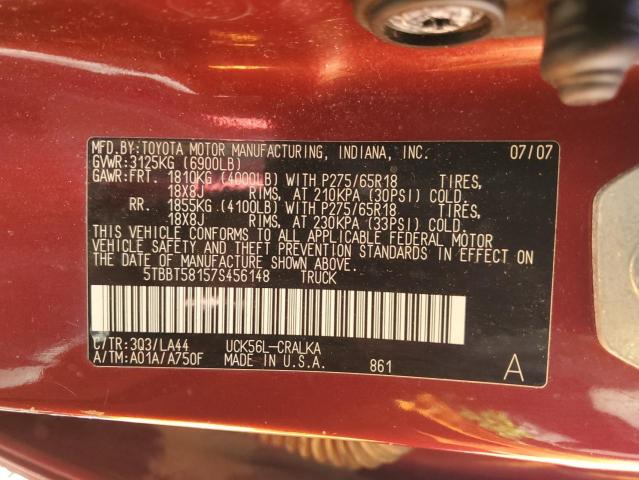 MFD.BY:TOYOTA MOTOR MANUFACTURING, INDIANA, INC. 07/07
GVWR:3125KG (6900LB)
GAWR:FRT. 1810KG (4000LB) WITH P275/65R18 TIRES,
18X8J RIMS, AT 210KPA (30PSI) COLD.
RR. 1855KG (4100LB) WITH P275/65R18 TIRES,
18X8J RIMS, AT 230KPA (33PSI) COLD.
THIS VEHICLE CONFORMS TO ALL APPLICABLE FEDERAL MOTOR
VEHICLE SAFETY AND THEFT PREVENTION STANDARDS IN EFFECT
ON THE DATE OF MANUFACTURE SHOWN ABOVE.
5TBBT58157S456148 TRUCK
C/TR:3Q3/LA44 UCK56L-CRALKA
A/TM:A01A/A750F MADE IN U.S.A. 861 A